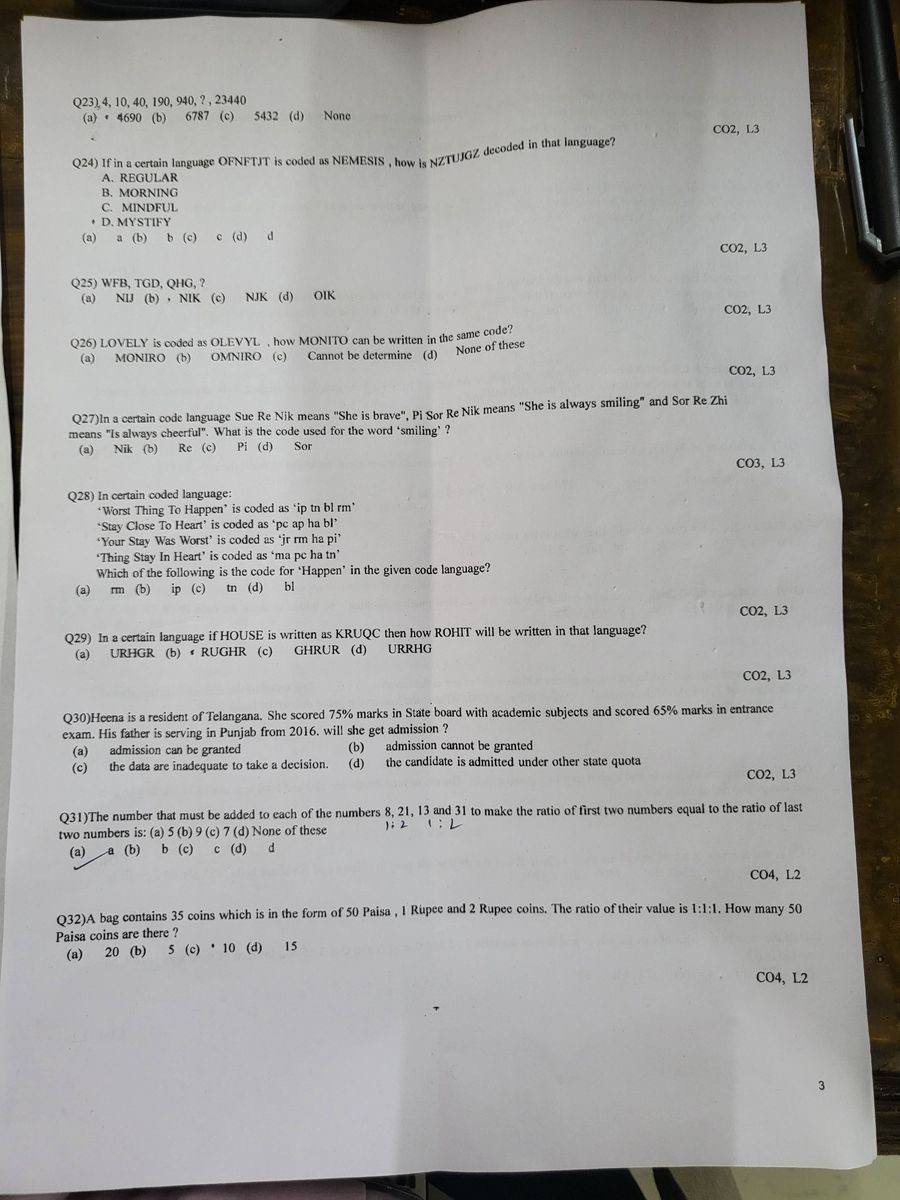 Q23) 4, 10, 40, 190, 940, ? , 23440
(a) 4690 (b) 6787 (c) 5432 (d) None
CO2, L3
Q24) If in a certain language OFNFTJT is coded as NEMESIS , how is NZTUJGZ decoded in that language?
A. REGULAR
B. MORNING
C. MINDFUL
D. MYSTIFY
(a) a (b) b (c) c (d) d
CO2, L3
Q25) WFB, TGD, QHG, ?
(a) NIJ (b) NIK (c) NJK (d) OIK
CO2, L3
Q26) LOVELY is coded as OLEVYL , how MONITO can be written in the same code?
(a) MONIRO (b) OMNIRO (c) Cannot be determine (d) None of these
CO2, L3
Q27)In a certain code language Sue Re Nik means "She is brave", Pi Sor Re Nik means "She is always smiling" and Sor Re Zhi
means "Is always cheerful". What is the code used for the word ‘smiling’ ?
(a) Nik (b) Re (c) Pi (d) Sor
CO3, L3
Q28) In certain coded language:
‘Worst Thing To Happen’ is coded as ‘ip tn bl rm’
‘Stay Close To Heart’ is coded as ‘pc ap ha bl’
‘Your Stay Was Worst’ is coded as ‘jr rm ha pi’
‘Thing Stay In Heart’ is coded as ‘ma pc ha tn’
Which of the following is the code for ‘Happen’ in the given code language?
(a) rm (b) ip (c) tn (d) bl
CO2, L3
Q29) In a certain language if HOUSE is written as KRUQC then how ROHIT will be written in that language?
(a) URHGR (b) RUGHR (c) GHRUR (d) URRHG
CO2, L3
Q30)Heena is a resident of Telangana. She scored 75% marks in State board with academic subjects and scored 65% marks in entrance
exam. His father is serving in Punjab from 2016. will she get admission ?
(a) admission can be granted (b) admission cannot be granted
(c) the data are inadequate to take a decision. (d) the candidate is admitted under other state quota
CO2, L3
Q31)The number that must be added to each of the numbers 8, 21, 13 and 31 to make the ratio of first two numbers equal to the ratio of last
two numbers is: (a) 5 (b) 9 (c) 7 (d) None of these 1:2 1:2
(a) a (b) b (c) c (d) d
CO4, L2
Q32)A bag contains 35 coins which is in the form of 50 Paisa , 1 Rupee and 2 Rupee coins. The ratio of their value is 1:1:1. How many 50
Paisa coins are there ?
(a) 20 (b) 5 (c) 10 (d) 15
CO4, L2
3